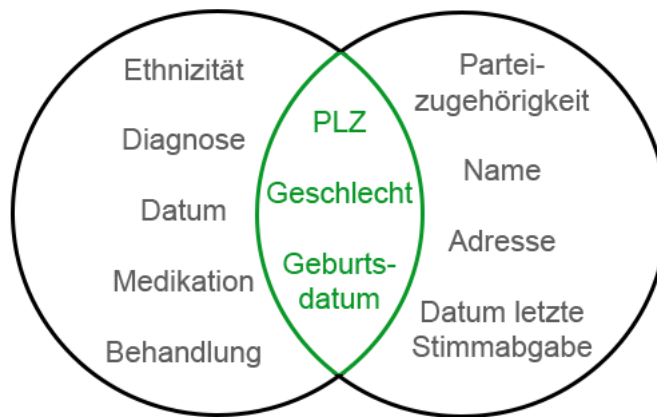 Ethnizität
Diagnose
Datum
Medikation
Behandlung
PLZ
Geschlecht
Geburts-
datum
Partei-
zugehörigkeit
Name
Adresse
Datum letzte
Stimmabgabe